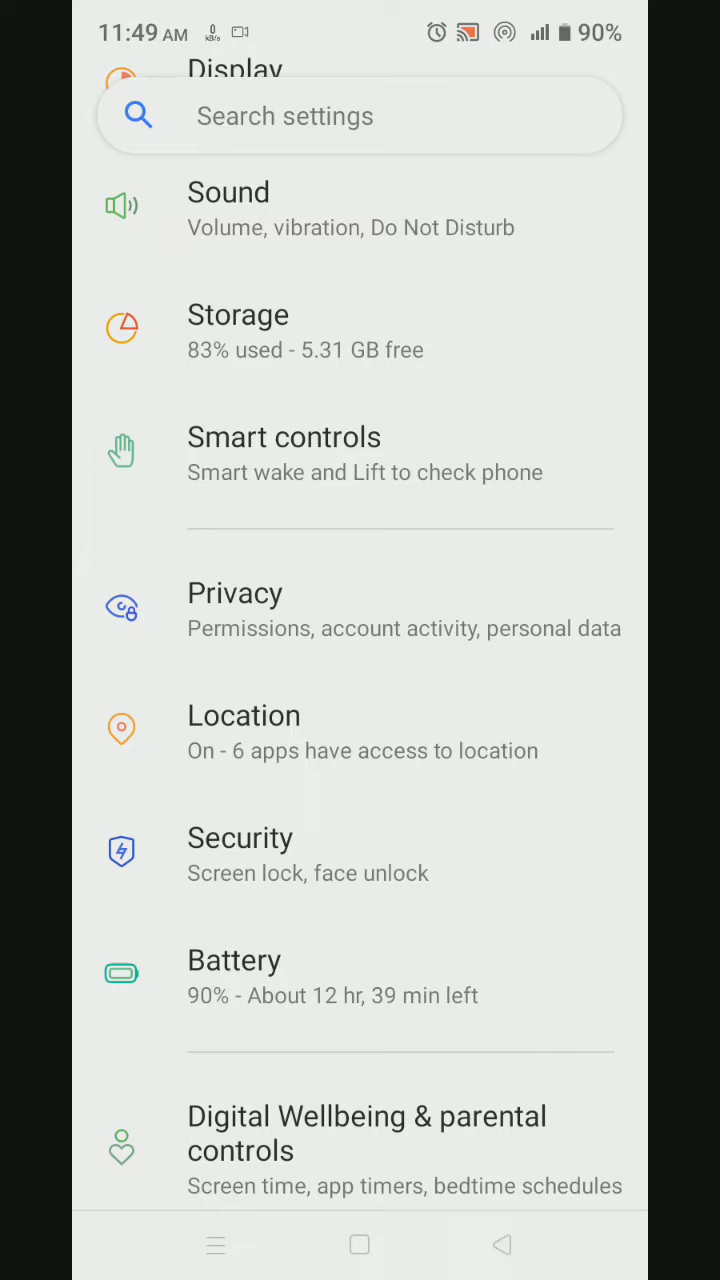 11:49 AM 0 kB/s 90%
Display
Search settings
Sound
Volume, vibration, Do Not Disturb
Storage
83% used - 5.31 GB free
Smart controls
Smart wake and Lift to check phone
Privacy
Permissions, account activity, personal data
Location
On - 6 apps have access to location
Security
Screen lock, face unlock
Battery
90% - About 12 hr, 39 min left
Digital Wellbeing & parental
controls
Screen time, app timers, bedtime schedules